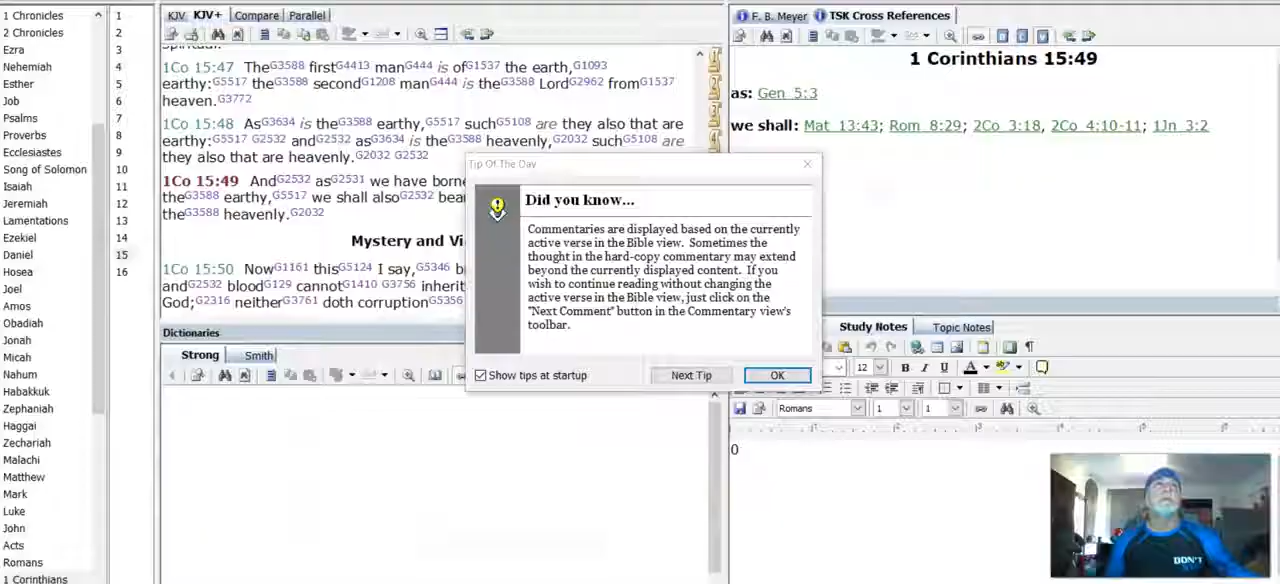 1 Chronicles
2 Chronicles
Ezra
Nehemiah
Esther
Job
Psalms
Proverbs
Ecclesiastes
Song of Solomon
Isaiah
Jeremiah
Lamentations
Ezekiel
Daniel
Hosea
Joel
Amos
Obadiah
Jonah
Micah
Nahum
Habakkuk
Zephaniah
Haggai
Zechariah
Malachi
Matthew
Mark
Luke
John
Acts
Romans
1 Corinthians
1
2
3
4
5
6
7
8
9
10
11
12
13
14
15
16
KJV KJV+ Compare Parallel
Spiritual.
1Co 15:47 TheG3588 firstG4413 manG444 is ofG1537 the earth,G1093
earthy:G5517 theG3588 secondG1208 manG444 is theG3588 LordG2962 fromG1537
heaven.G3772
1Co 15:48 AsG3634 is theG3588 earthy,G5517 suchG5108 are they also that are
earthy:G5517 andG2532 asG3634 is theG3588 heavenly,G2032 suchG5108 are
they also that are heavenly.G2032 G2532
1Co 15:49 AndG2532 asG2531 we have borne
theG3588 earthy,G5517 we shall alsoG2532 bea
theG3588 heavenly.G2032
Mystery and Vi
1Co 15:50 NowG1161 thisG5124 I say,G5346 b
andG2532 bloodG129 cannotG1410 G3756 inherit
God;G2316 neitherG3761 doth corruptionG5356
Dictionaries
Strong Smith
Tip Of The Day
Did you know...
Commentaries are displayed based on the currently
active verse in the Bible view. Sometimes the
thought in the hard-copy commentary may extend
beyond the currently displayed content. If you
wish to continue reading without changing the
active verse in the Bible view, just click on the
"Next Comment" button in the Commentary view's
toolbar.
Show tips at startup
Next Tip
OK
F. B. Meyer TSK Cross References
1 Corinthians 15:49
as: Gen 5:3
we shall: Mat 13:43; Rom 8:29; 2Co 3:18, 2Co 4:10-11; 1Jn 3:2
Study Notes Topic Notes
12 B I U A
Romans 1 1
0
DON'T